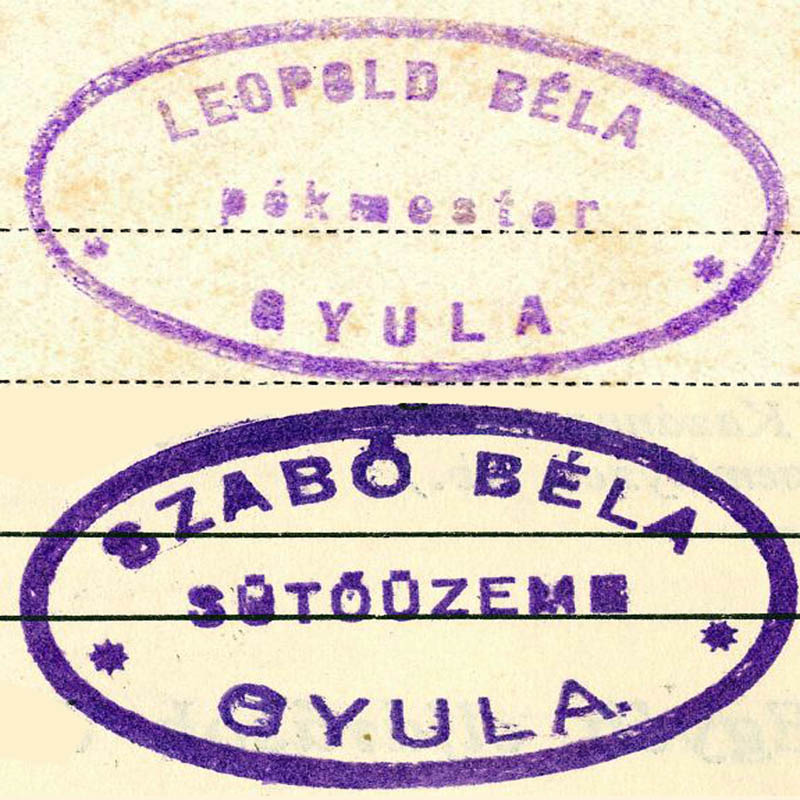 LEOPOLD BÉLA
pékmester
GYULA
SZABÓ BÉLA
SÜTŐÜZEME
GYULA.